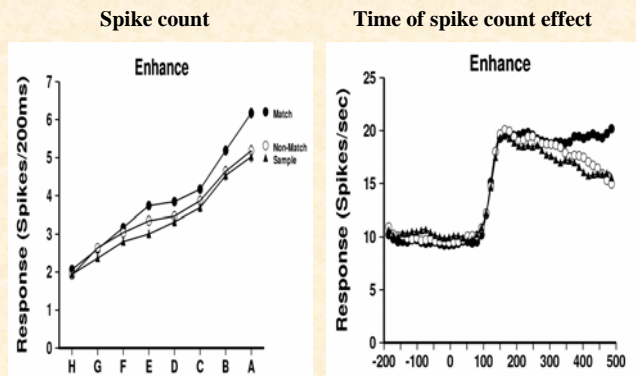 Spike count
Time of spike count effect
Enhance
Response (Spikes/200ms)
7
6
5
4
3
2
1
0
H G F E D C B A
Match
Non-Match
Sample
Enhance
Response (Spikes/sec)
25
20
15
10
5
0
-200 -100 0 100 200 300 400 500